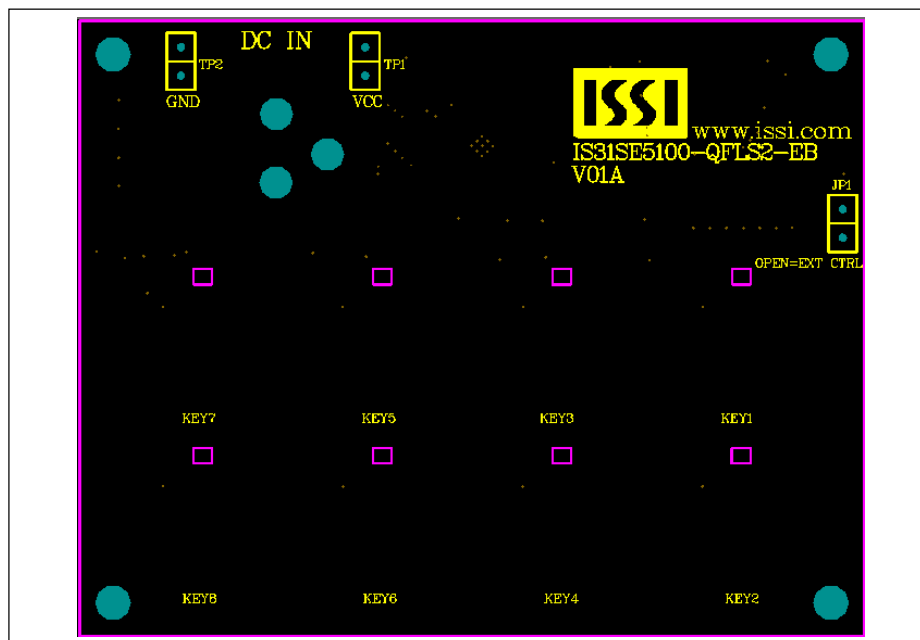 DC IN
TP2
TP1
GND
VCC
ISSI
www.issi.com
IS31SE5100-QFLS2-EB
V01A
JP1
OPEN=EXT CTRL
KEY7 KEY5 KEY3 KEY1
KEY8 KEY6 KEY4 KEY2